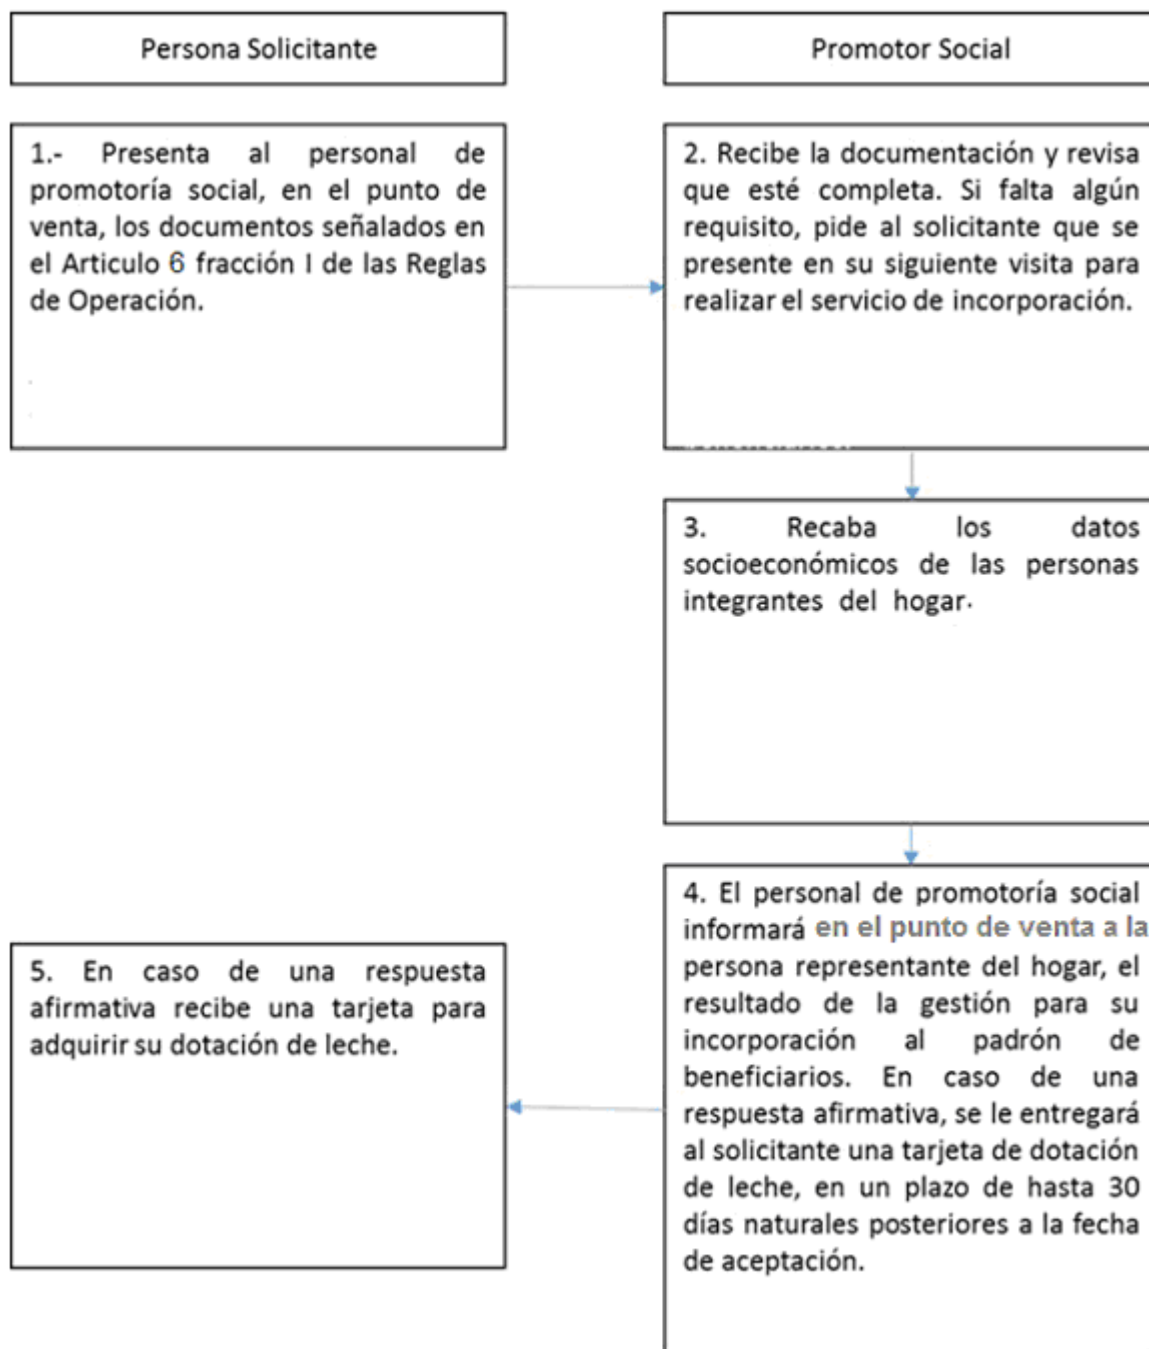 Persona Solicitante
Promotor Social
1.- Presenta al personal de
promotoría social, en el punto de
venta, los documentos señalados en
el Articulo 6 fracción I de las Reglas
de Operación.
2. Recibe la documentación y revisa
que esté completa. Si falta algún
requisito, pide al solicitante que se
presente en su siguiente visita para
realizar el servicio de incorporación.
3. Recaba los datos
socioeconómicos de las personas
integrantes del hogar.
4. El personal de promotoría social
informará en el punto de venta a la
persona representante del hogar, el
resultado de la gestión para su
incorporación al padrón de
beneficiarios. En caso de una
respuesta afirmativa, se le entregará
al solicitante una tarjeta de dotación
de leche, en un plazo de hasta 30
días naturales posteriores a la fecha
de aceptación.
5. En caso de una respuesta
afirmativa recibe una tarjeta para
adquirir su dotación de leche.